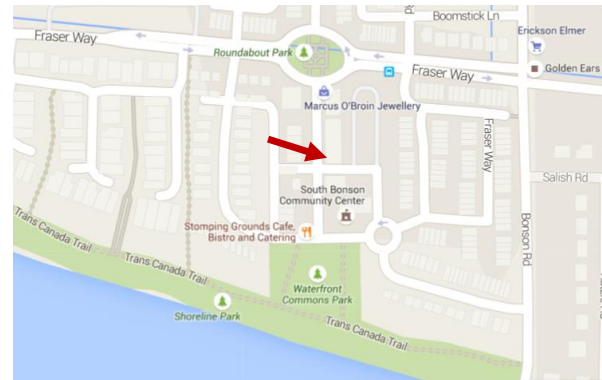 Boomstick Ln
Rd
Erickson Elmer
Fraser Way
Roundabout Park
Golden Ears
Fraser Way
Marcus O'Broin Jewellery
Fraser Way
South Bonson
Community Center
Salish Rd
Stomping Grounds Cafe,
Bistro and Catering
Bonson Rd
Trans Canada Trail
Trans Canada Trail
Waterfront
Commons Park
Shoreline Park
Trans Canada Trail